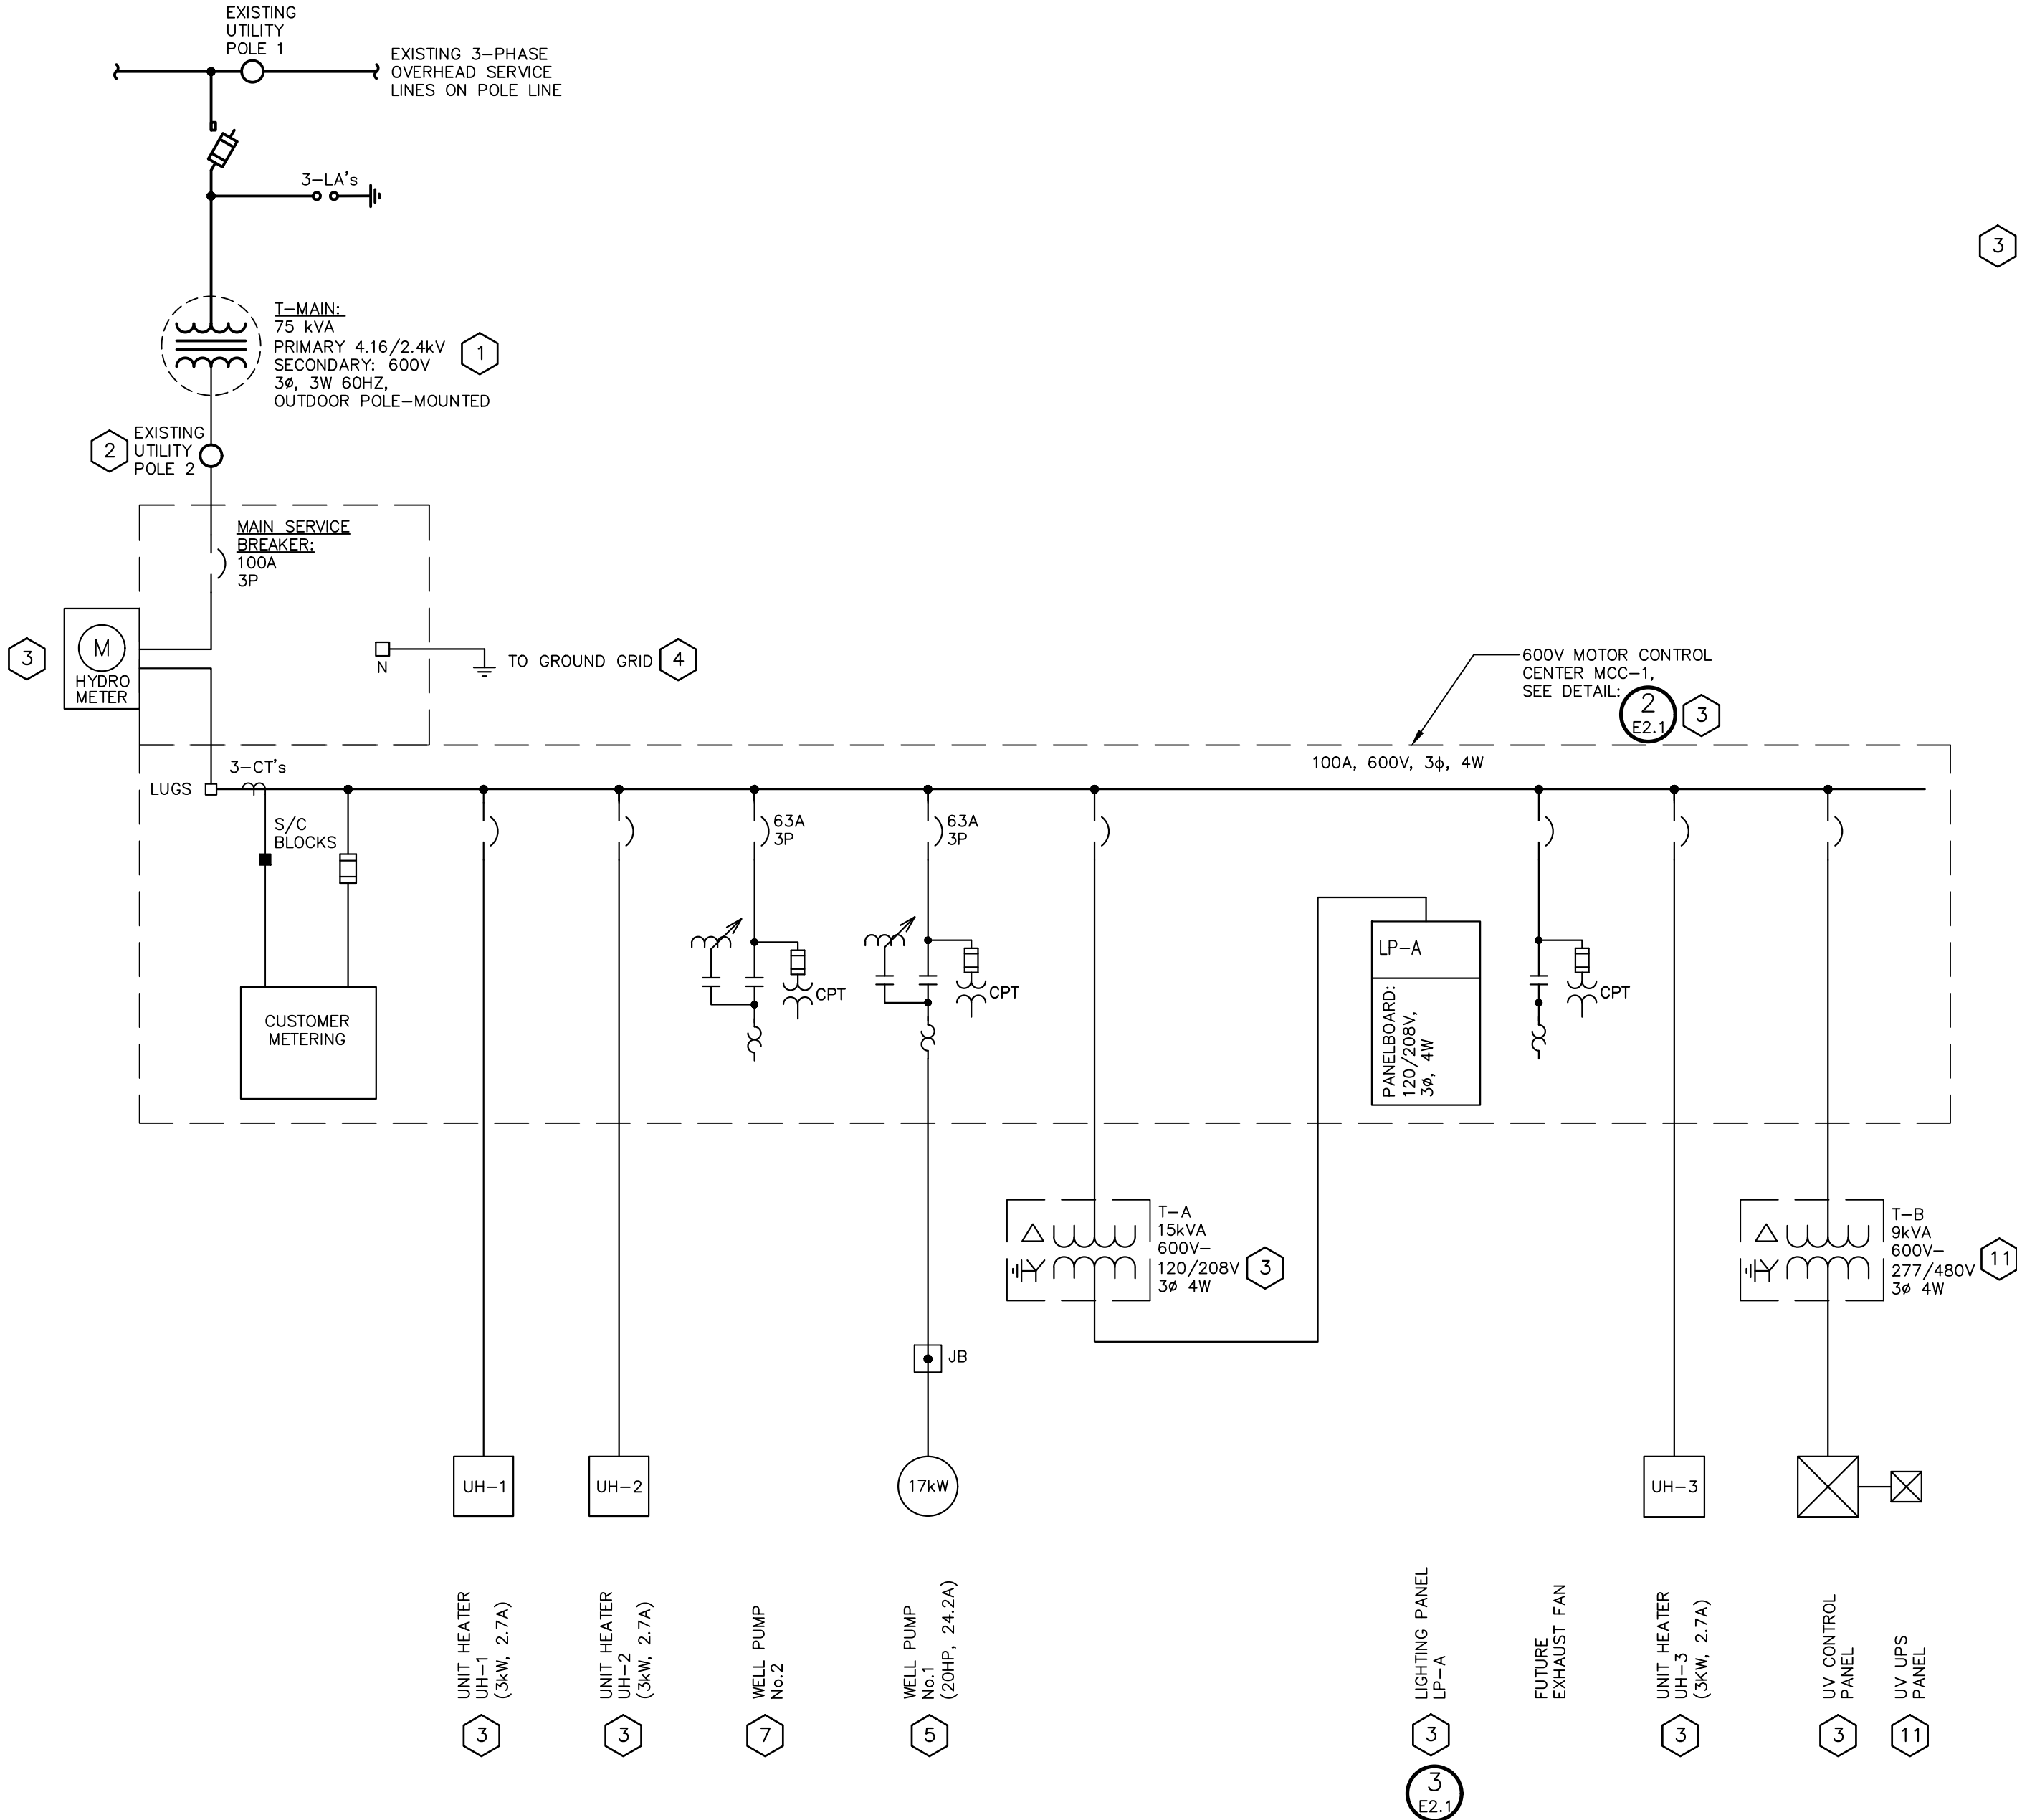 EXISTING
UTILITY
POLE 1
EXISTING 3-PHASE
OVERHEAD SERVICE
LINES ON POLE LINE
3-LA's
3
T-MAIN:
75 kVA
PRIMARY 4.16/2.4kV
SECONDARY: 600V
3ø, 3W 60HZ,
OUTDOOR POLE-MOUNTED
1
2
EXISTING
UTILITY
POLE 2
MAIN SERVICE
BREAKER:
100A
3P
3
M
HYDRO
METER
N
TO GROUND GRID
4
600V MOTOR CONTROL
CENTER MCC-1,
SEE DETAIL:
2
E2.1
3
100A, 600V, 3ϕ, 4W
LUGS
3-CT's
S/C
BLOCKS
CUSTOMER
METERING
63A
3P
CPT
63A
3P
CPT
LP-A
PANELBOARD:
120/208V,
3ø, 4W
CPT
T-A
15kVA
600V-
120/208V
3ø 4W
3
T-B
9kVA
600V-
277/480V
3ø 4W
11
JB
UH-1
UH-2
17kW
UH-3
UNIT HEATER
UH-1
(3kW, 2.7A)
3
UNIT HEATER
UH-2
(3kW, 2.7A)
3
WELL PUMP
No.2
7
WELL PUMP
No.1
(20HP, 24.2A)
5
LIGHTING PANEL
LP-A
3
3
E2.1
FUTURE
EXHAUST FAN
UNIT HEATER
UH-3
(3KW, 2.7A)
3
UV CONTROL
PANEL
3
UV UPS
PANEL
11